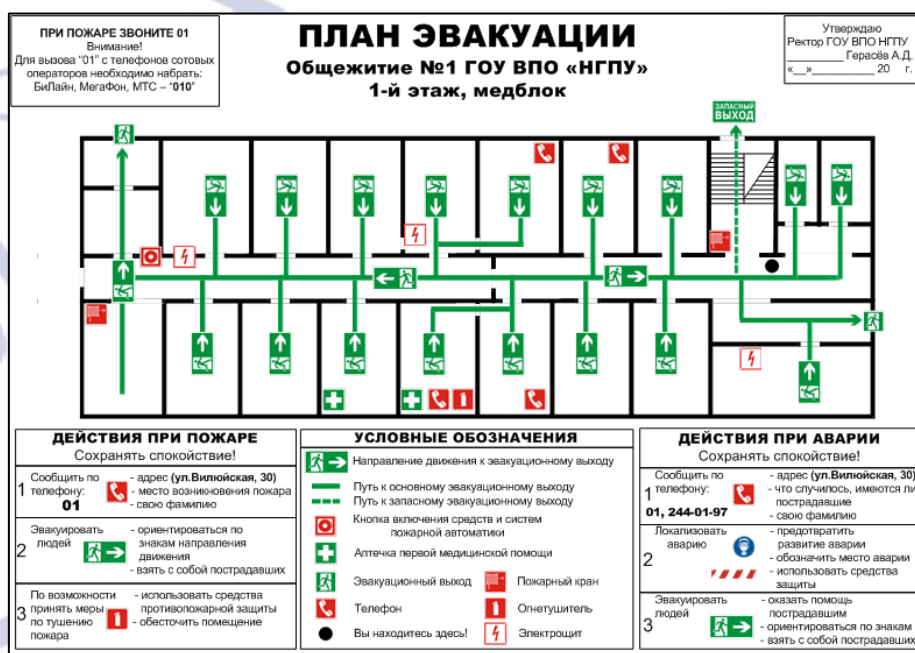 ПРИ ПОЖАРЕ ЗВОНИТЕ 01
Внимание!
Для вызова "01" с телефонов сотовых
операторов необходимо набрать:
БиЛайн, МегаФон, МТС – "010"
ПЛАН ЭВАКУАЦИИ
Общежитие №1 ГОУ ВПО «НГПУ»
1-й этаж, медблок
Утверждаю
Ректор ГОУ ВПО НГПУ
________ Герасёв А.Д.
«__»__________ 20 г.
ЗАПАСНЫЙ
ВЫХОД
ДЕЙСТВИЯ ПРИ ПОЖАРЕ
Сохранять спокойствие!
1 Сообщить по телефону: 01
- адрес (ул.Вилюйская, 30)
- место возникновения пожара
- свою фамилию
2 Эвакуировать людей
- ориентироваться по
знакам направления
движения
- взять с собой пострадавших
3 По возможности
принять меры
по тушению
пожара
- использовать средства
противопожарной защиты
- обесточить помещение
УСЛОВНЫЕ ОБОЗНАЧЕНИЯ
Направление движения к эвакуационному выходу
Путь к основному эвакуационному выходу
Путь к запасному эвакуационному выходу
Кнопка включения средств и систем
пожарной автоматики
Аптечка первой медицинской помощи
Эвакуационный выход
Пожарный кран
Телефон
Огнетушитель
Вы находитесь здесь!
Электрощит
ДЕЙСТВИЯ ПРИ АВАРИИ
Сохранять спокойствие!
1 Сообщить по
телефону:
01, 244-01-97
- адрес (ул.Вилюйская, 30)
- что случилось, имеются ли
пострадавшие
- свою фамилию
2 Локализовать
аварию
- предотвратить
развитие аварии
- обозначить место аварии
- использовать средства
защиты
3 Эвакуировать
людей
- оказать помощь
пострадавшим
- ориентироваться по знакам
- взять с собой пострадавших